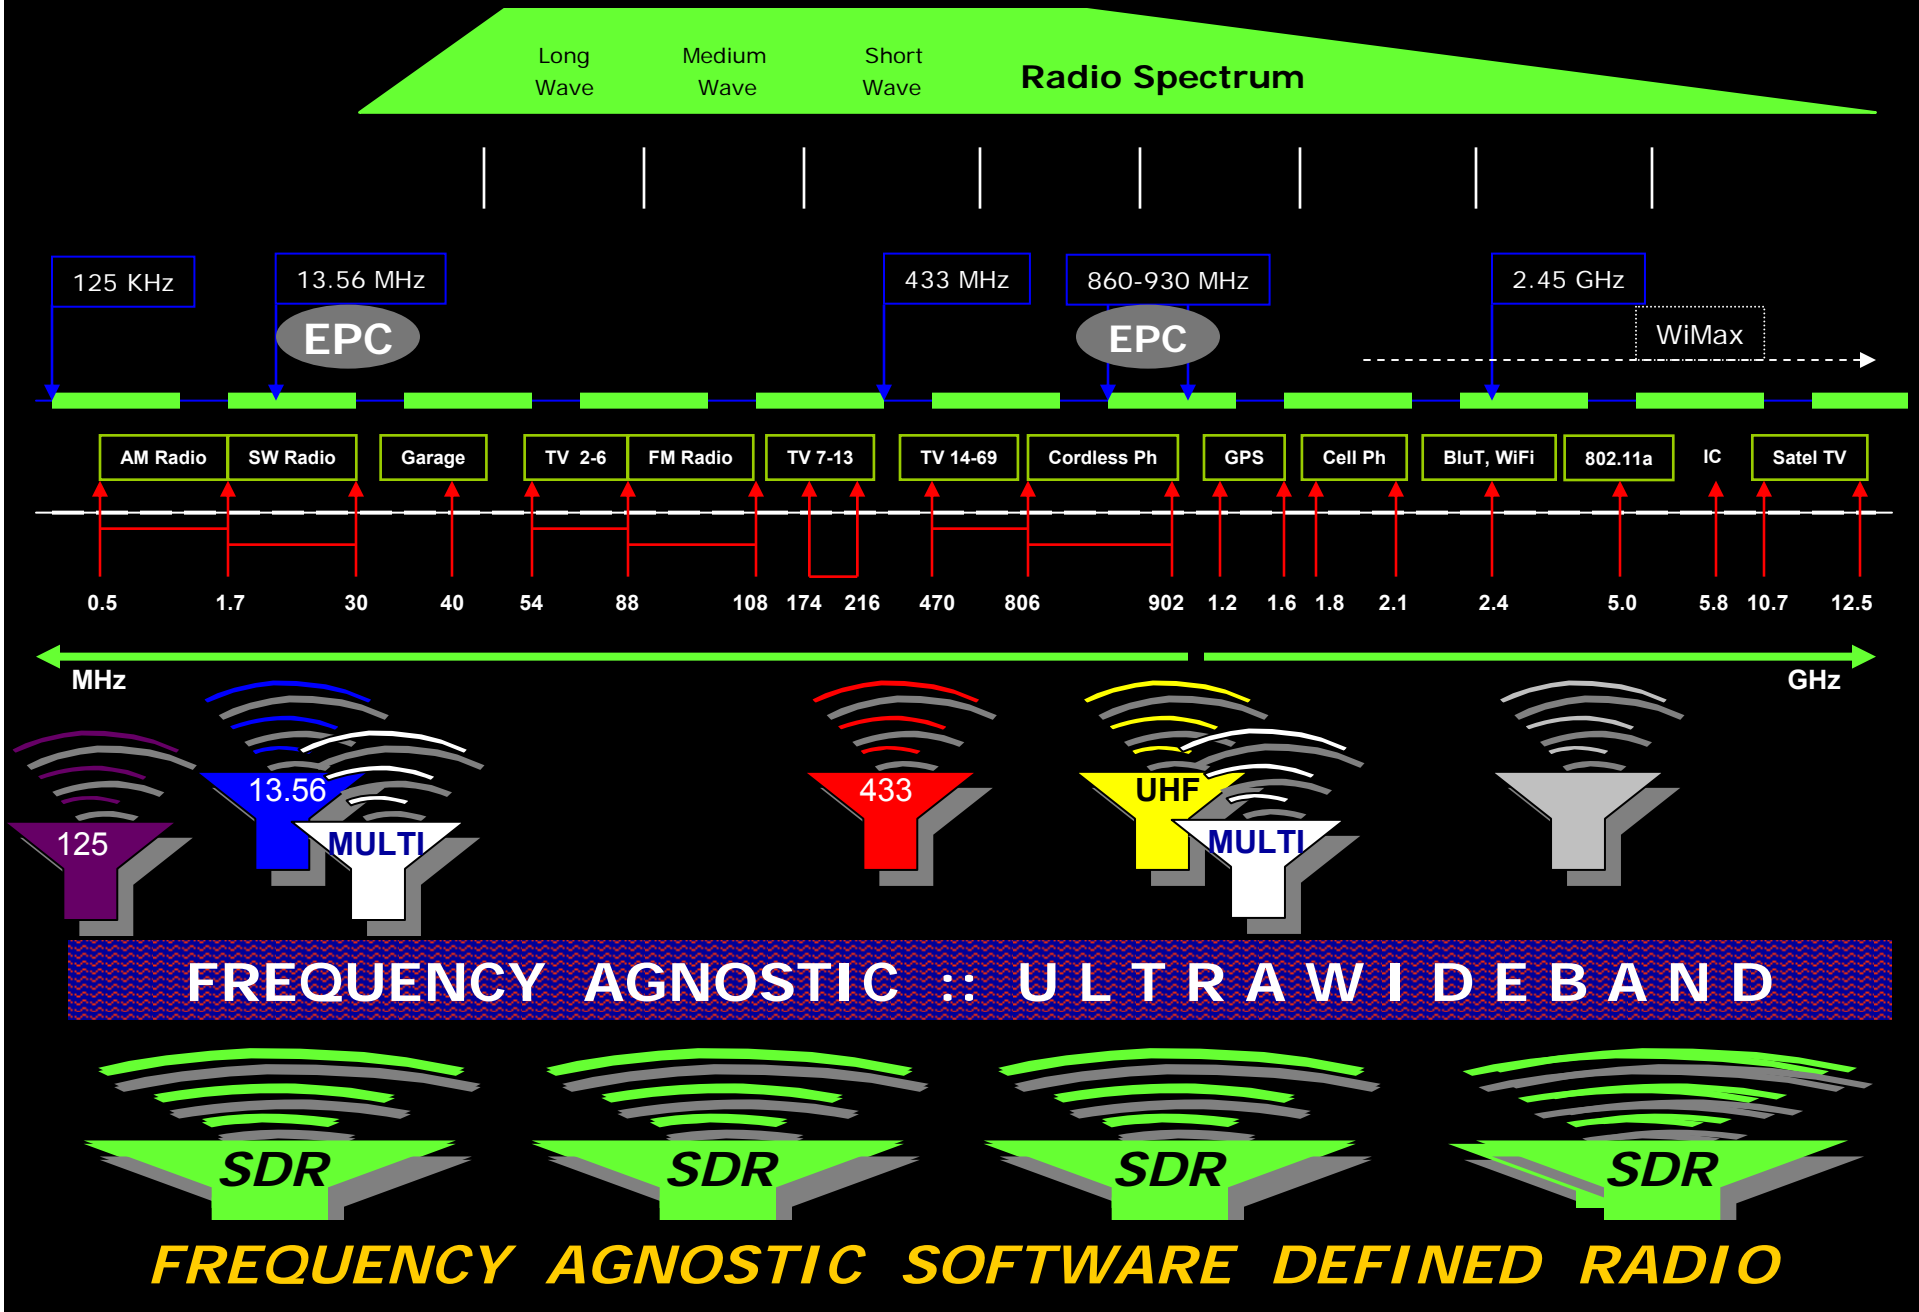 Long Medium Short
Wave Wave Wave
Radio Spectrum
125 KHz 13.56 MHz 433 MHz 860-930 MHz 2.45 GHz
EPC EPC WiMax
AM Radio SW Radio Garage TV 2-6 FM Radio TV 7-13 TV 14-69 Cordless Ph GPS Cell Ph BluT, WiFi 802.11a IC Satel TV
0.5 1.7 30 40 54 88 108 174 216 470 806 902 1.2 1.6 1.8 2.1 2.4 5.0 5.8 10.7 12.5
MHz GHz
13.56 433 UHF
125 MULTI MULTI
FREQUENCY AGNOSTIC :: U L T R A W I D E B A N D
SDR SDR SDR SDR
FREQUENCY AGNOSTIC SOFTWARE DEFINED RADIO